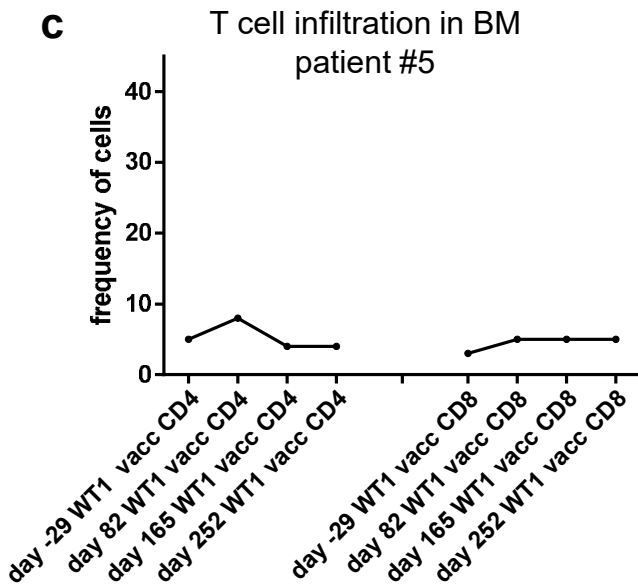 c
T cell infiltration in BM
patient #5
frequency of cells
40
30
20
10
0
day -29 WT1 vacc CD4
day 82 WT1 vacc CD4
day 165 WT1 vacc CD4
day 252 WT1 vacc CD4
day -29 WT1 vacc CD8
day 82 WT1 vacc CD8
day 165 WT1 vacc CD8
day 252 WT1 vacc CD8